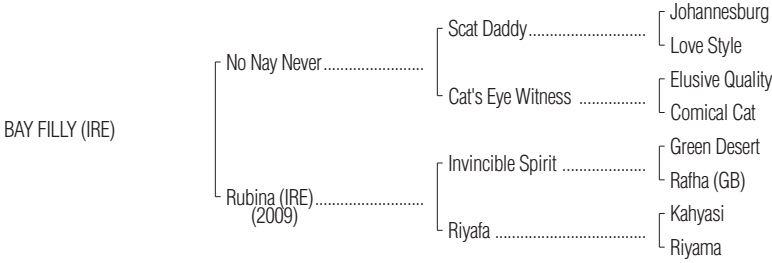 Johannesburg
Scat Daddy
Love Style
No Nay Never
Elusive Quality
Cat's Eye Witness
Comical Cat
BAY FILLY (IRE)
Green Desert
Invincible Spirit
Rafha (GB)
Rubina (IRE)
(2009)
Kahyasi
Riyafa
Riyama